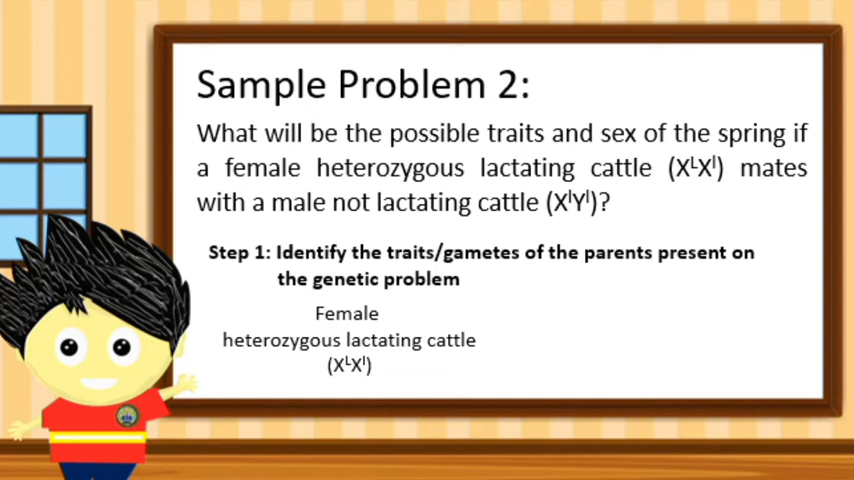 Sample Problem 2:
What will be the possible traits and sex of the spring if
a female heterozygous lactating cattle (XᴸXˡ) mates
with a male not lactating cattle (XˡYˡ)?
Step 1: Identify the traits/gametes of the parents present on
the genetic problem
Female
heterozygous lactating cattle
(XᴸXˡ)